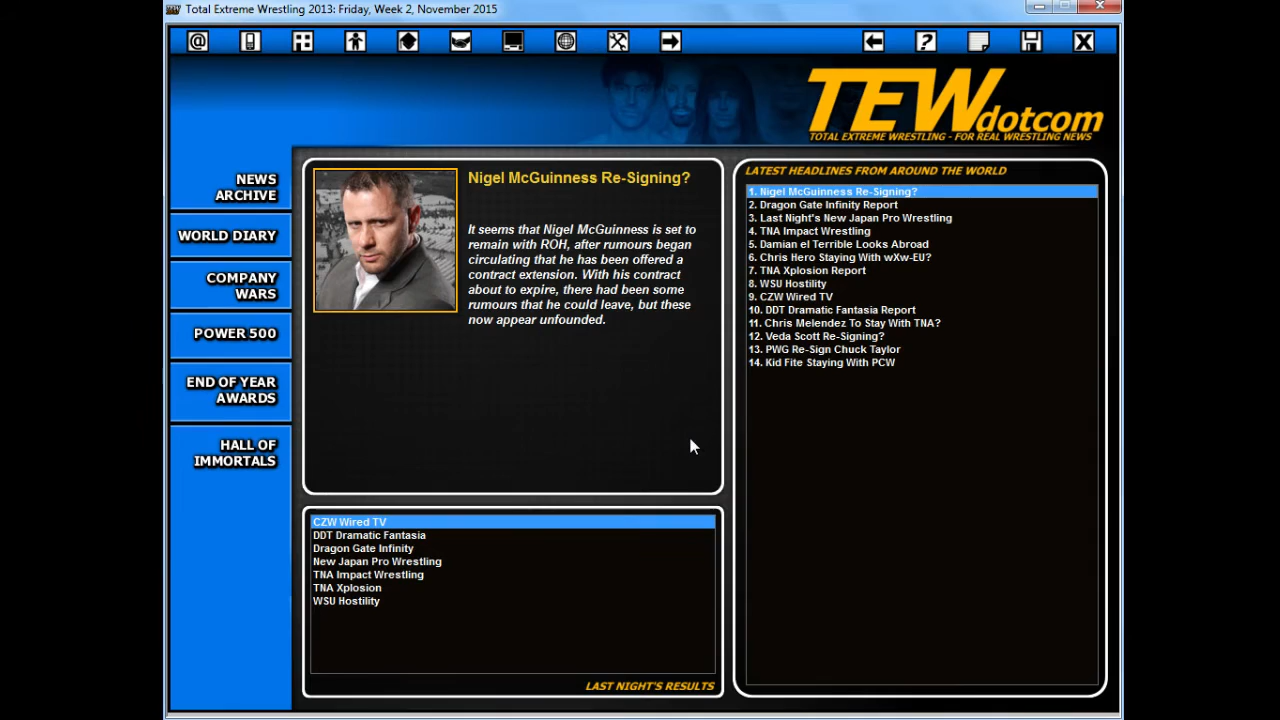 Total Extreme Wrestling 2013: Friday, Week 2, November 2015
TEWdotcom
TOTAL EXTREME WRESTLING - FOR REAL WRESTLING NEWS
NEWS
ARCHIVE
WORLD DIARY
COMPANY
WARS
POWER 500
END OF YEAR
AWARDS
HALL OF
IMMORTALS
Nigel McGuinness Re-Signing?
It seems that Nigel McGuinness is set to
remain with ROH, after rumours began
circulating that he has been offered a
contract extension. With his contract
about to expire, there had been some
rumours that he could leave, but these
now appear unfounded.
CZW Wired TV
DDT Dramatic Fantasia
Dragon Gate Infinity
New Japan Pro Wrestling
TNA Impact Wrestling
TNA Xplosion
WSU Hostility
LAST NIGHT'S RESULTS
LATEST HEADLINES FROM AROUND THE WORLD
1. Nigel McGuinness Re-Signing?
2. Dragon Gate Infinity Report
3. Last Night's New Japan Pro Wrestling
4. TNA Impact Wrestling
5. Damian el Terrible Looks Abroad
6. Chris Hero Staying With wXw-EU?
7. TNA Xplosion Report
8. WSU Hostility
9. CZW Wired TV
10. DDT Dramatic Fantasia Report
11. Chris Melendez To Stay With TNA?
12. Veda Scott Re-Signing?
13. PWG Re-Sign Chuck Taylor
14. Kid Fite Staying With PCW